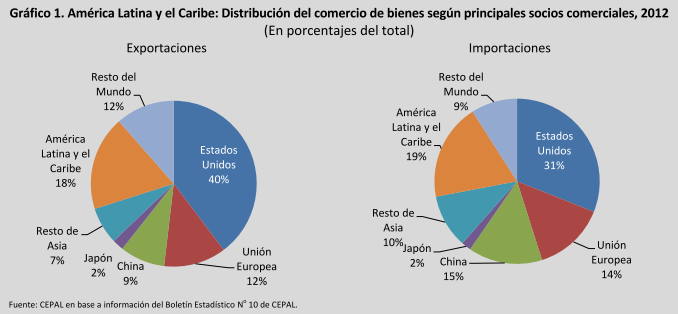 Gráfico 1. América Latina y el Caribe: Distribución del comercio de bienes según principales socios comerciales, 2012
(En porcentajes del total)
Exportaciones
Resto del
Mundo
12%
América
Latina y el
Caribe
18%
Resto de
Asia
7%
Japón
2%
China
9%
Unión
Europea
12%
Estados
Unidos
40%
Importaciones
Resto del
Mundo
9%
América
Latina y el
Caribe
19%
Resto de
Asia
10%
Japón
2%
China
15%
Unión
Europea
14%
Estados
Unidos
31%
Fuente: CEPAL en base a información del Boletín Estadístico N° 10 de CEPAL.